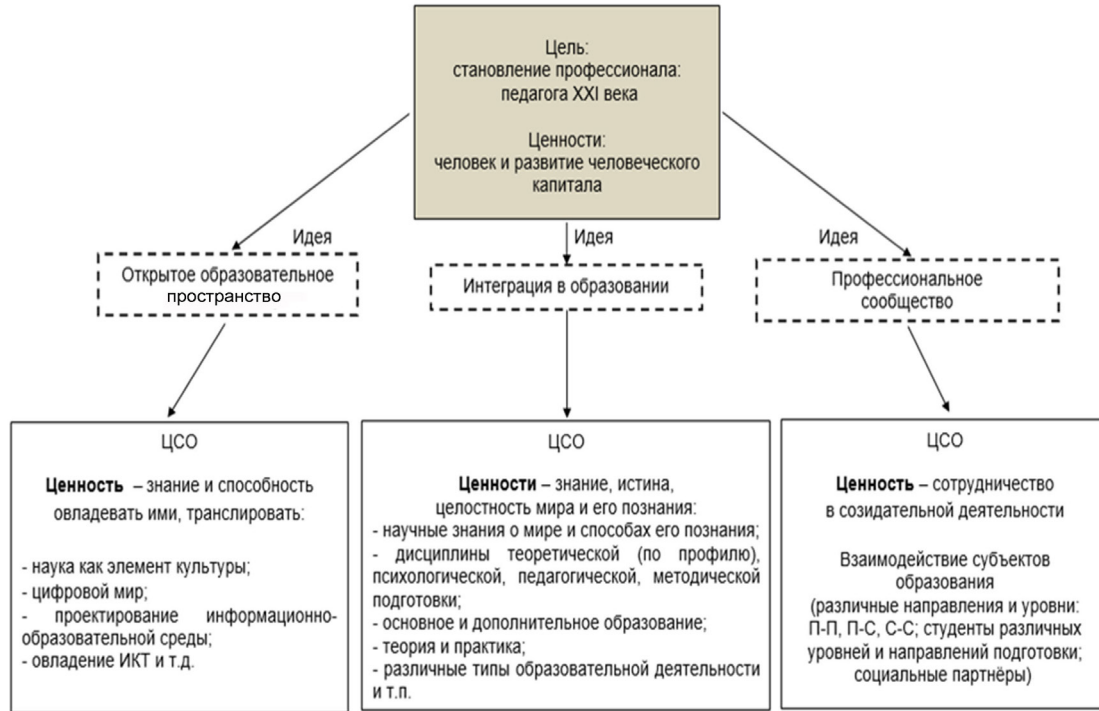 Цель:
становление профессионала:
педагога XXI века
Ценности:
человек и развитие человеческого
капитала
Идея
Идея
Идея
Открытое образовательное
пространство
Интеграция в образовании
Профессиональное
сообщество
ЦСО
Ценность – знание и способность
овладевать ими, транслировать:
- наука как элемент культуры;
- цифровой мир;
- проектирование информационно-
образовательной среды;
- овладение ИКТ и т.д.
ЦСО
Ценности – знание, истина,
целостность мира и его познания:
- научные знания о мире и способах его познания;
- дисциплины теоретической (по профилю),
психологической, педагогической, методической
подготовки;
- основное и дополнительное образование;
- теория и практика;
- различные типы образовательной деятельности
и т.п.
ЦСО
Ценность – сотрудничество
в созидательной деятельности
Взаимодействие субъектов
образования
(различные направления и уровни:
П-П, П-С, С-С; студенты различных
уровней и направлений подготовки;
социальные партнёры)